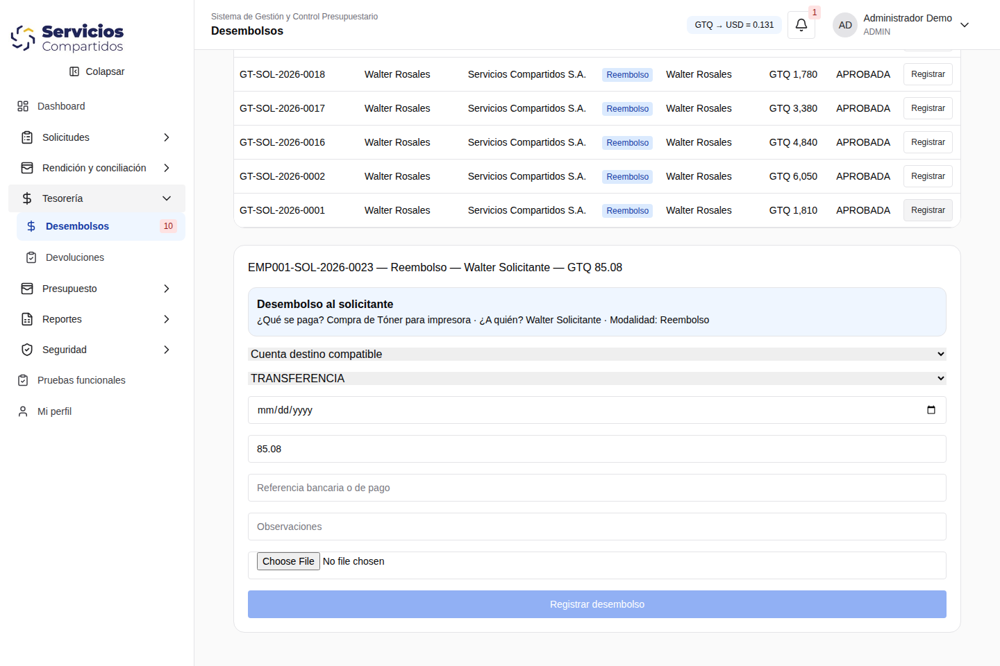 Servicios
Compartidos
Colapsar
Dashboard
Solicitudes
Rendición y conciliación
Tesorería
Desembolsos 10
Devoluciones
Presupuesto
Reportes
Seguridad
Pruebas funcionales
Mi perfil
Sistema de Gestión y Control Presupuestario
Desembolsos
GTQ → USD = 0.131
1
AD
Administrador Demo
ADMIN
GT-SOL-2026-0018 Walter Rosales Servicios Compartidos S.A. Reembolso Walter Rosales GTQ 1,780 APROBADA Registrar
GT-SOL-2026-0017 Walter Rosales Servicios Compartidos S.A. Reembolso Walter Rosales GTQ 3,380 APROBADA Registrar
GT-SOL-2026-0016 Walter Rosales Servicios Compartidos S.A. Reembolso Walter Rosales GTQ 4,840 APROBADA Registrar
GT-SOL-2026-0002 Walter Rosales Servicios Compartidos S.A. Reembolso Walter Rosales GTQ 6,050 APROBADA Registrar
GT-SOL-2026-0001 Walter Rosales Servicios Compartidos S.A. Reembolso Walter Rosales GTQ 1,810 APROBADA Registrar
EMP001-SOL-2026-0023 — Reembolso — Walter Solicitante — GTQ 85.08
Desembolso al solicitante
¿Qué se paga? Compra de Tóner para impresora · ¿A quién? Walter Solicitante · Modalidad: Reembolso
Cuenta destino compatible
TRANSFERENCIA
mm/dd/yyyy
85.08
Referencia bancaria o de pago
Observaciones
Choose File No file chosen
Registrar desembolso